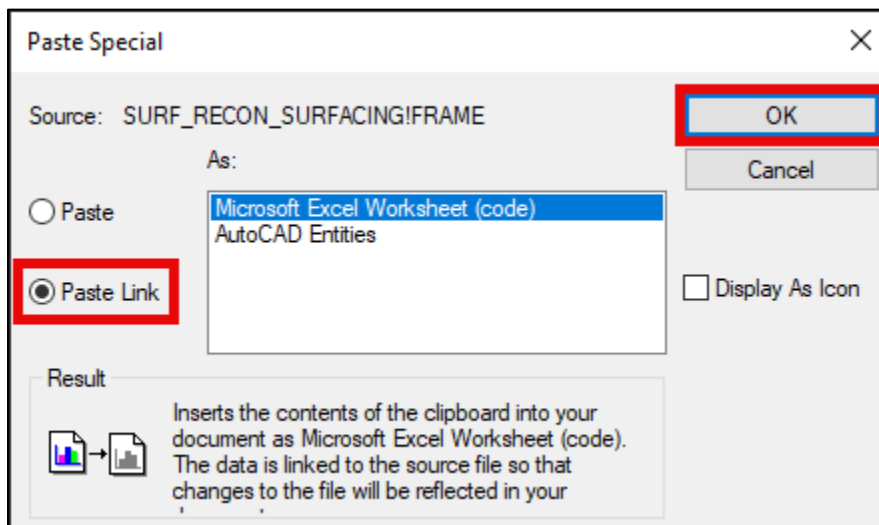 Paste Special
Source: SURF_RECON_SURFACING!FRAME
OK
As:
Cancel
Paste
Microsoft Excel Worksheet (code)
AutoCAD Entities
Paste Link
Display As Icon
Result
Inserts the contents of the clipboard into your
document as Microsoft Excel Worksheet (code).
The data is linked to the source file so that
changes to the file will be reflected in your